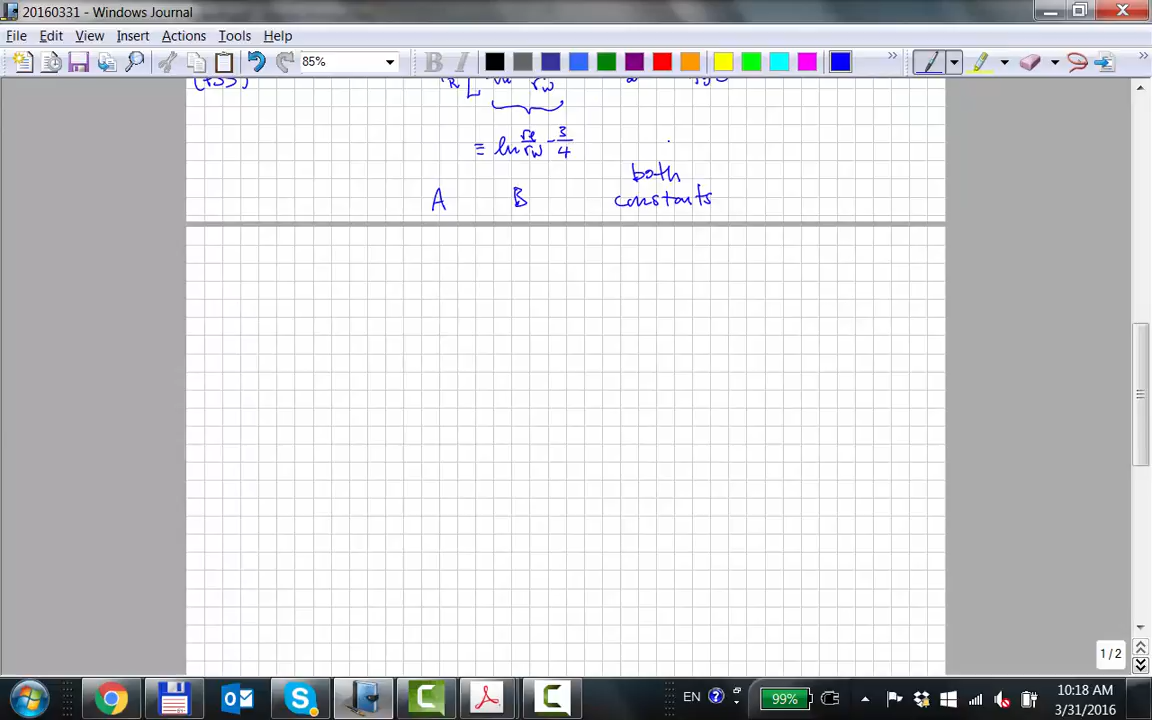 20160331 - Windows Journal
File Edit View Insert Actions Tools Help
85%
B I
≡ ln re/rw - 3/4
both
A B constants
1 / 2
EN
99%
10:18 AM
3/31/2016